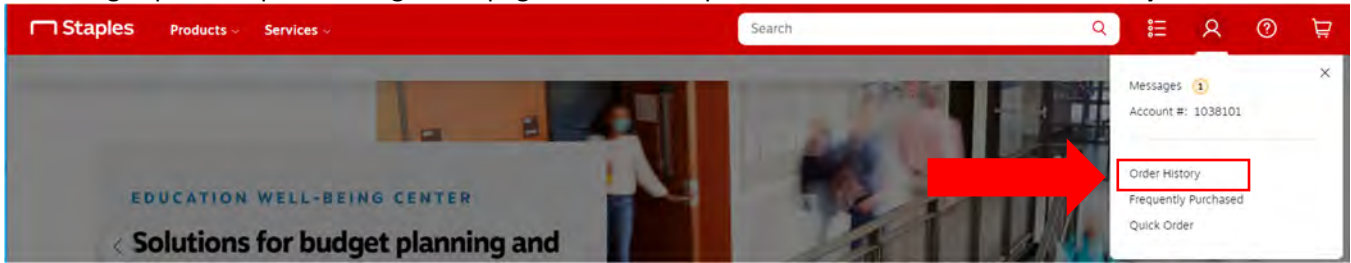 Staples Products Services Search
Messages 1
Account #: 1038101
Order History
Frequently Purchased
Quick Order
EDUCATION WELL-BEING CENTER
Solutions for budget planning and